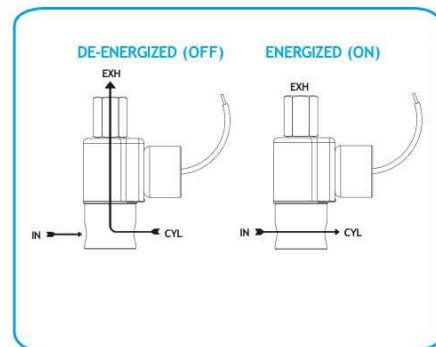 DE-ENERGIZED (OFF)
EXH
IN
CYL
ENERGIZED (ON)
EXH
IN
CYL